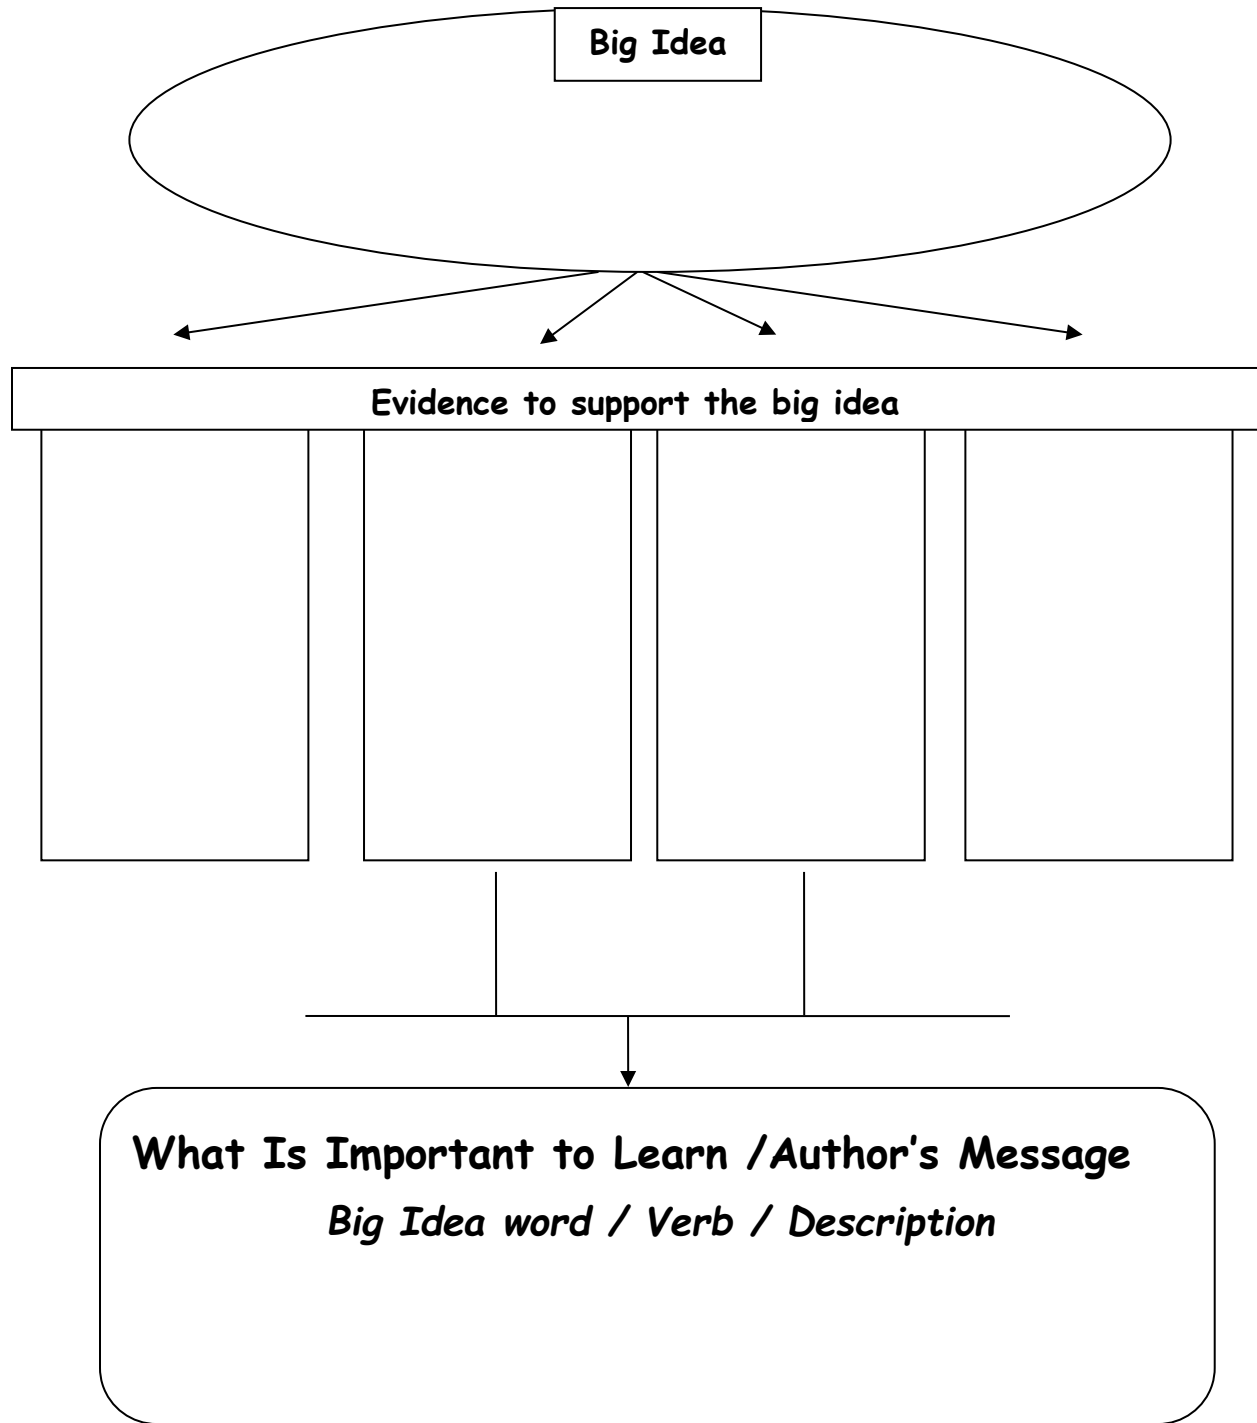 Big Idea
Evidence to support the big idea
What Is Important to Learn /Author's Message
Big Idea word / Verb / Description